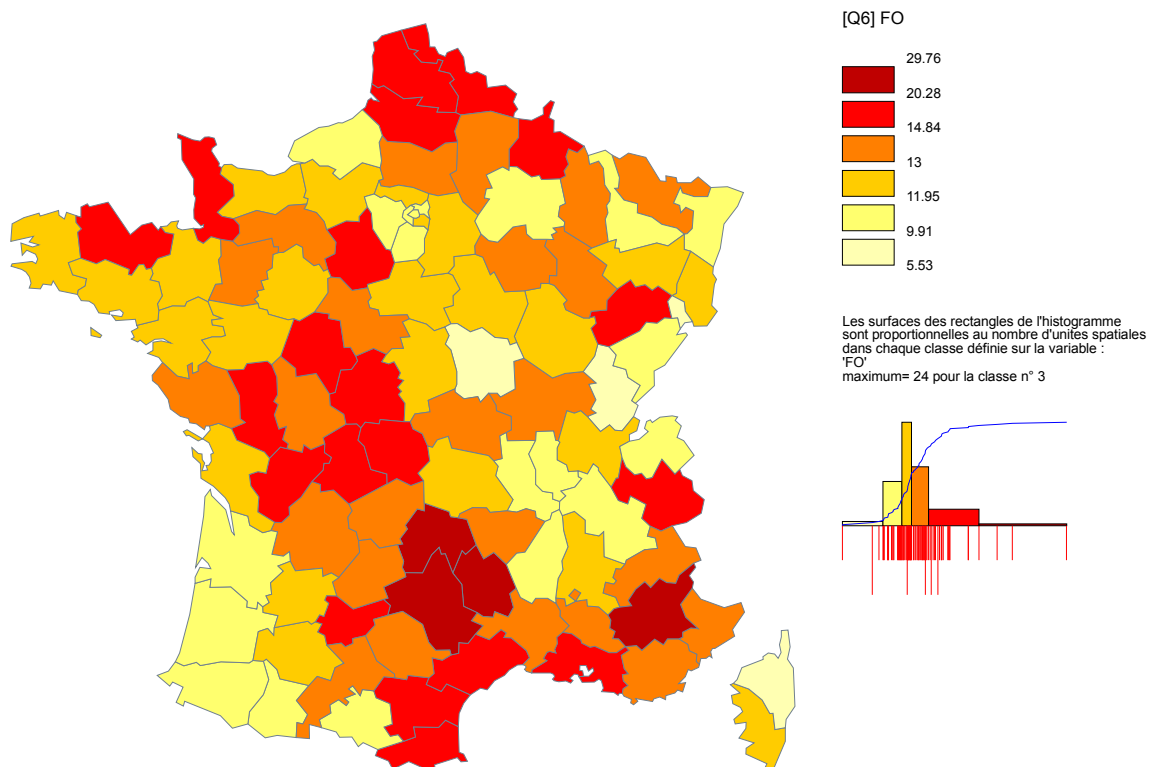 [Q6] FO
29.76
20.28
14.84
13
11.95
9.91
5.53
Les surfaces des rectangles de l'histogramme
sont proportionnelles au nombre d'unites spatiales
dans chaque classe définie sur la variable :
'FO'
maximum= 24 pour la classe n° 3